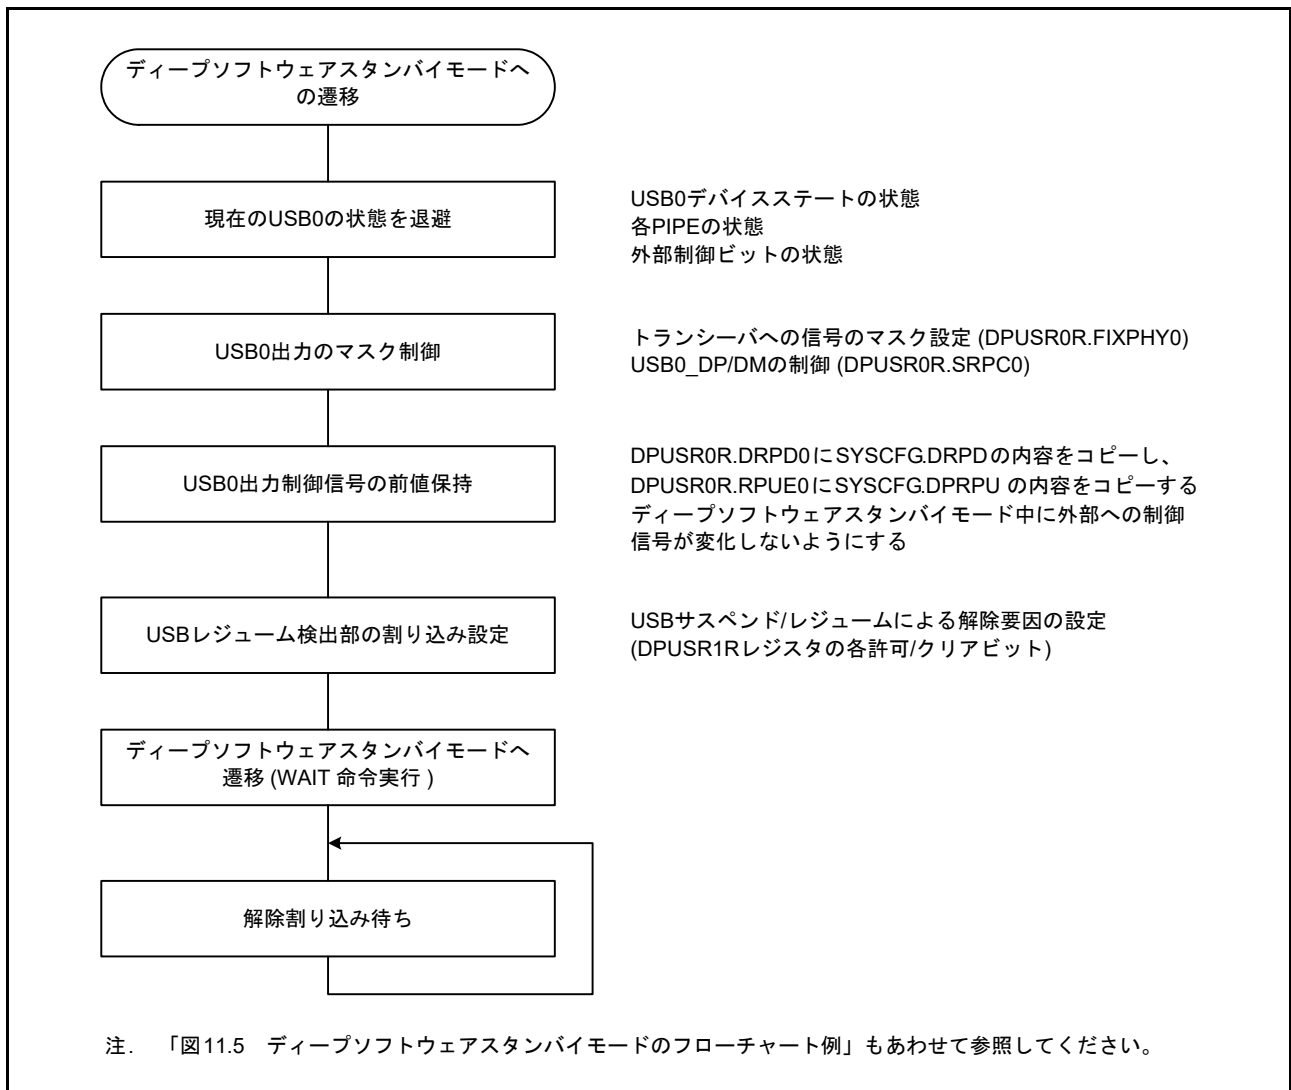 ディープソフトウェアスタンバイモードへ
の遷移
現在のUSB0の状態を退避
USB0デバイスステートの状態
各PIPEの状態
外部制御ビットの状態
USB0出力のマスク制御
トランシーバへの信号のマスク設定 (DPUSR0R.FIXPHY0)
USB0_DP/DMの制御 (DPUSR0R.SRPC0)
USB0出力制御信号の前値保持
DPUSR0R.DRPD0にSYSCFG.DRPDの内容をコピーし、
DPUSR0R.RPUE0にSYSCFG.DPRPU の内容をコピーする
ディープソフトウェアスタンバイモード中に外部への制御
信号が変化しないようにする
USBレジューム検出部の割り込み設定
USBサスペンド/レジュームによる解除要因の設定
(DPUSR1Rレジスタの各許可/クリアビット)
ディープソフトウェアスタンバイモードへ
遷移 (WAIT 命令実行 )
解除割り込み待ち
注. 「図11.5 ディープソフトウェアスタンバイモードのフローチャート例」もあわせて参照してください。